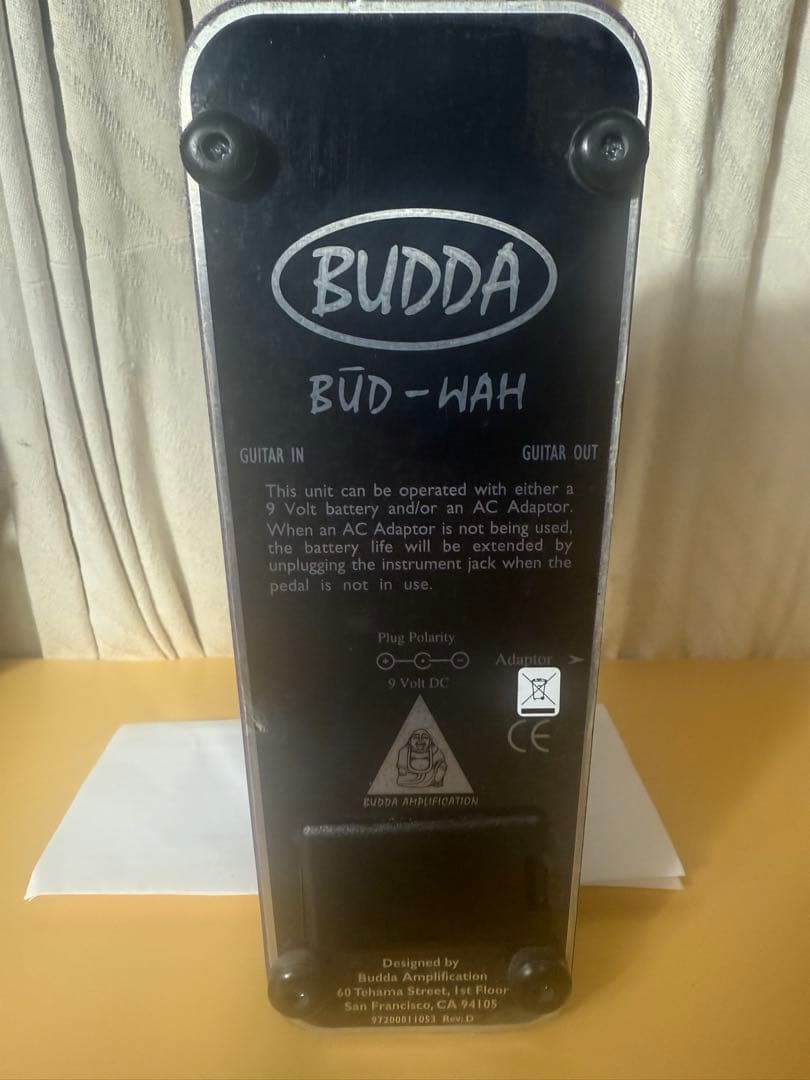 BUDDA
BŪD-WAH
GUITAR IN
GUITAR OUT
This unit can be operated with either a
9 Volt battery and/or an AC Adaptor.
When an AC Adaptor is not being used,
the battery life will be extended by
unplugging the instrument jack when the
pedal is not in use.
Plug Polarity
Adaptor
9 Volt DC
CE
BUDDA AMPLIFICATION
Designed by
Budda Amplification
60 Tehama Street, 1st Floor
San Francisco, CA 94105
97200811053 Rev: D